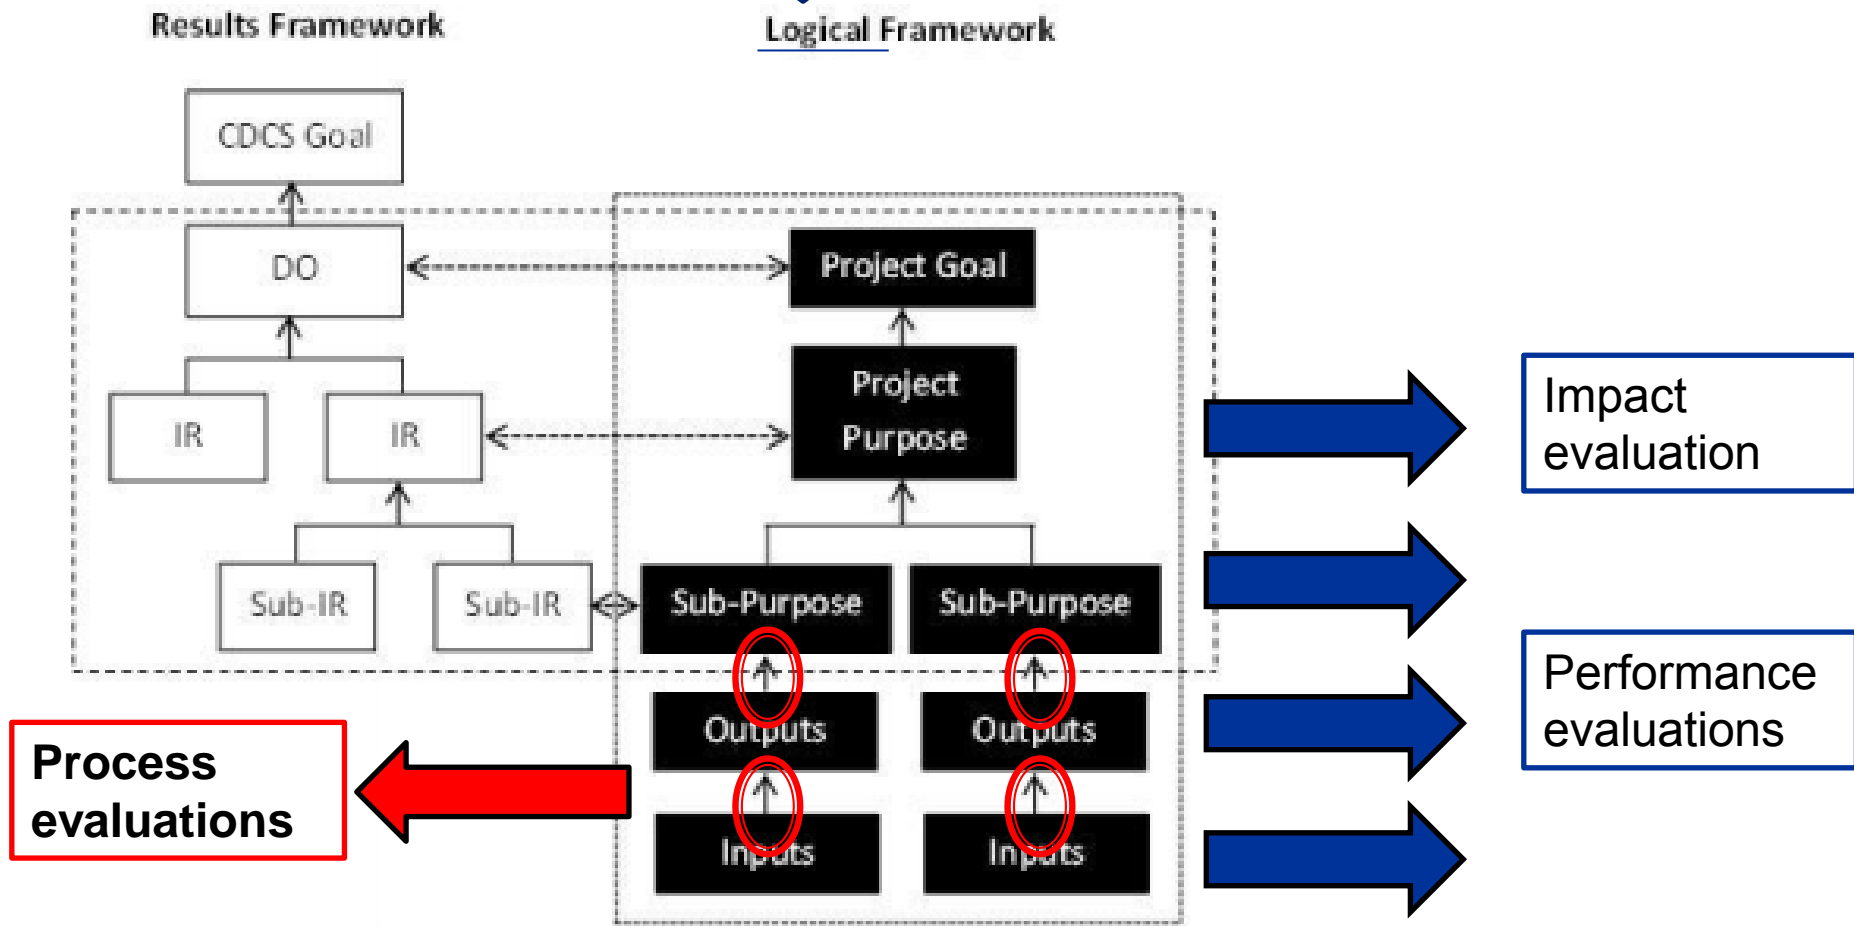 Results Framework
Logical Framework
CDCS Goal
DO
Project Goal
IR
IR
Project
Purpose
Impact
evaluation
Sub-IR
Sub-IR
Sub-Purpose
Sub-Purpose
Outputs
Outputs
Performance
evaluations
Process
evaluations
Inputs
Inputs